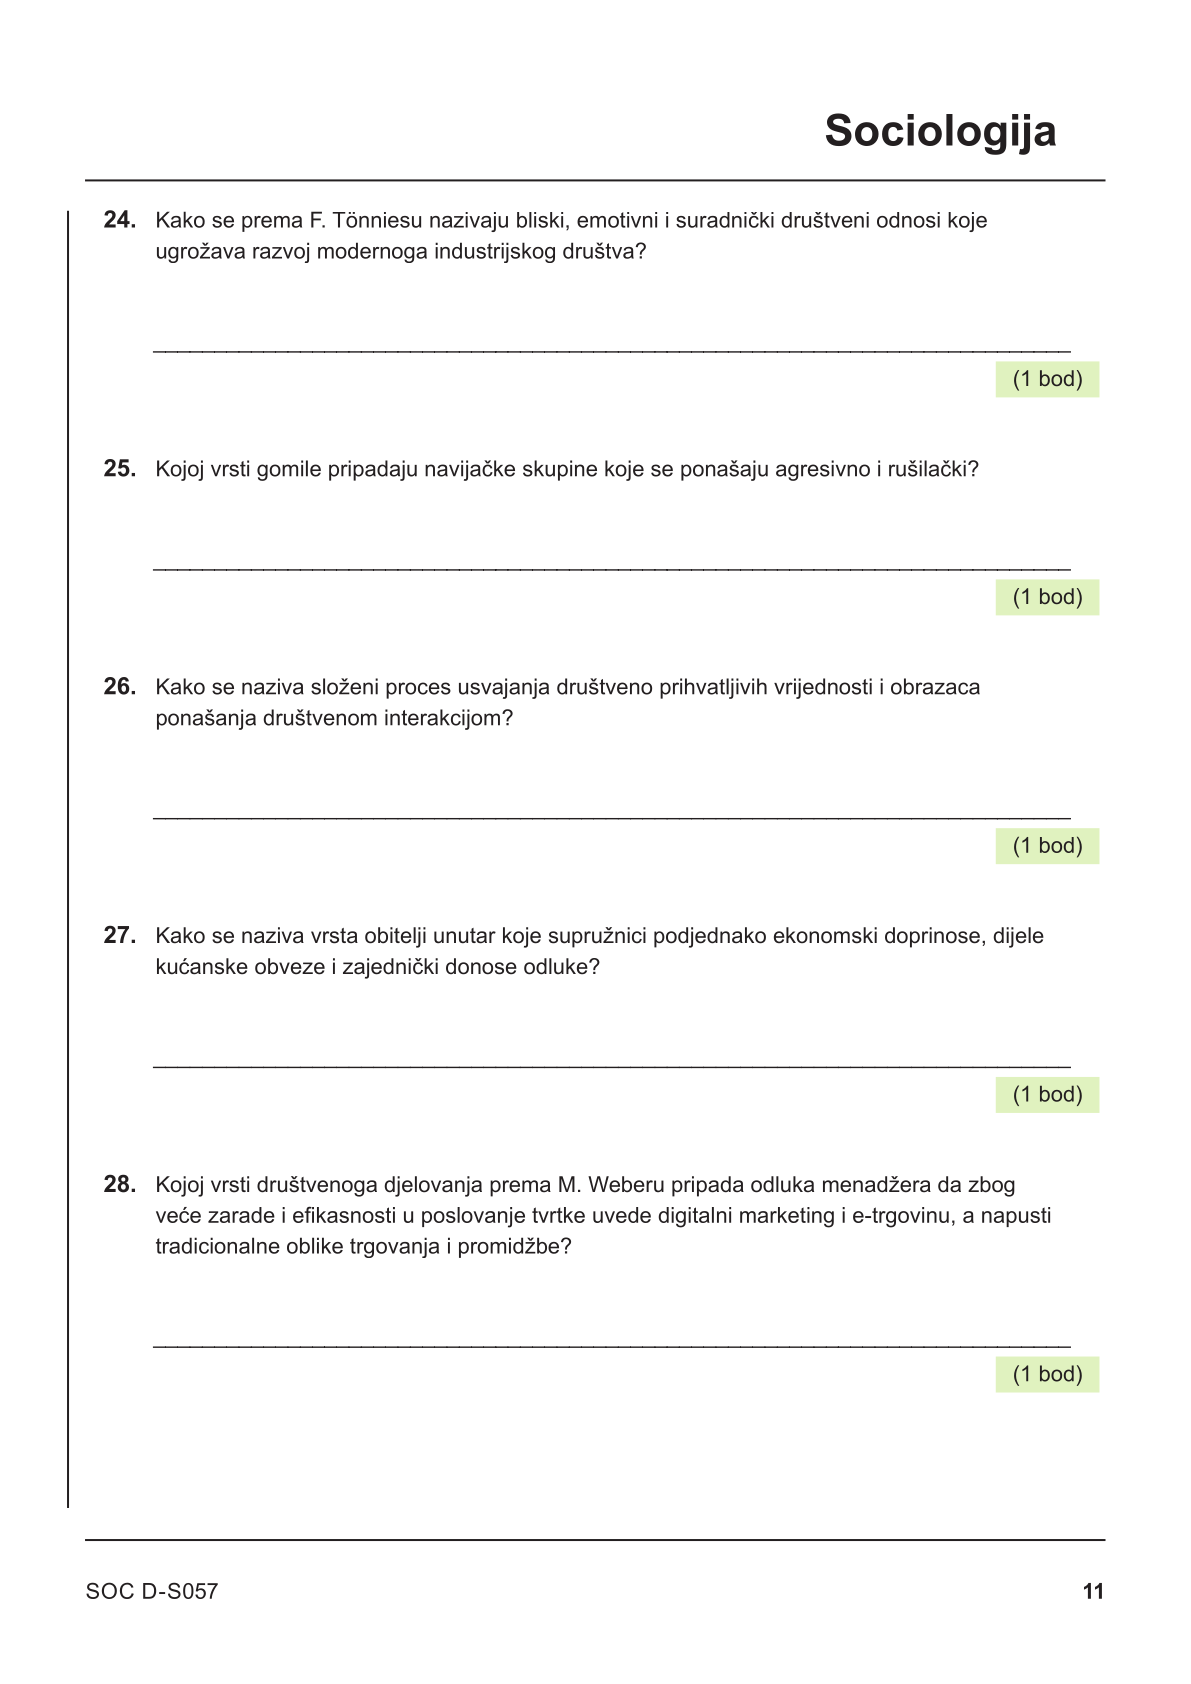 Sociologija
24. Kako se prema F. Tönniesu nazivaju bliski, emotivni i suradnički društveni odnosi koje
ugrožava razvoj modernoga industrijskog društva?
(1 bod)
25. Kojoj vrsti gomile pripadaju navijačke skupine koje se ponašaju agresivno i rušilački?
(1 bod)
26. Kako se naziva složeni proces usvajanja društveno prihvatljivih vrijednosti i obrazaca
ponašanja društvenom interakcijom?
(1 bod)
27. Kako se naziva vrsta obitelji unutar koje supružnici podjednako ekonomski doprinose, dijele
kućanske obveze i zajednički donose odluke?
(1 bod)
28. Kojoj vrsti društvenoga djelovanja prema M. Weberu pripada odluka menadžera da zbog
veće zarade i efikasnosti u poslovanje tvrtke uvede digitalni marketing i e-trgovinu, a napusti
tradicionalne oblike trgovanja i promidžbe?
(1 bod)
SOC D-S057
11